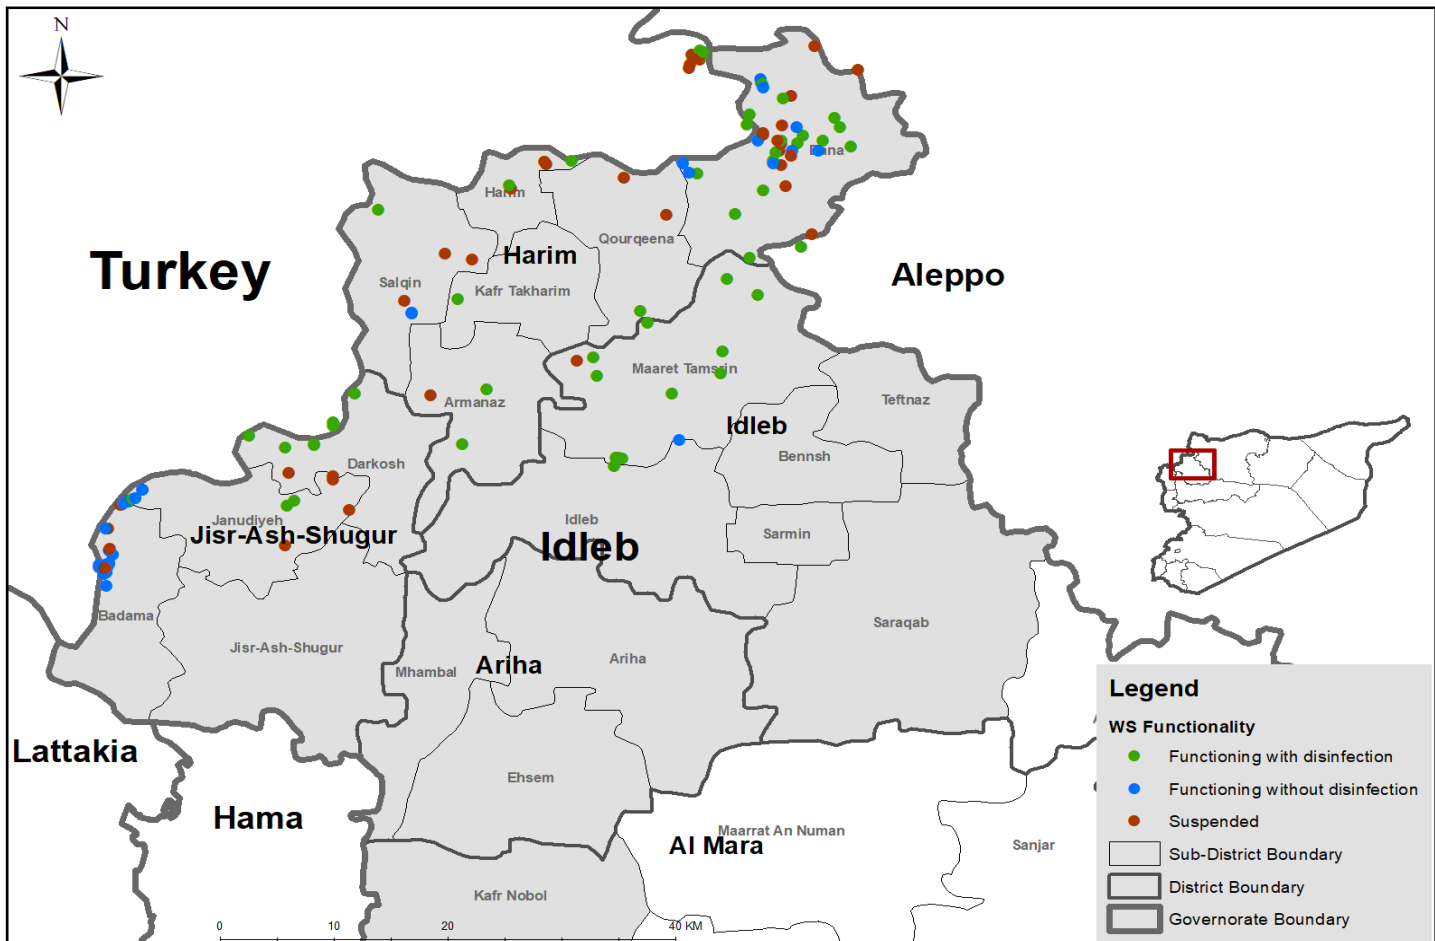 N
Dana
Harim
Qourqeena
Harim
Turkey
Aleppo
Salqin
Kafr Takharim
Maaret Tamsrin
Armanaz
Teftnaz
Idleb
Bennsh
Darkosh
Janudiyeh
Idleb
Jisr-Ash-Shugur
Sarmin
Idleb
Badama
Saraqab
Jisr-Ash-Shugur
Mhambal
Ariha
Ariha
Lattakia
Ehsem
Hama
Maarrat An Numan
Al Mara
Sanjar
Kafr Nobol
0 10 20 40 KM
Legend
WS Functionality
Functioning with disinfection
Functioning without disinfection
Suspended
Sub-District Boundary
District Boundary
Governorate Boundary